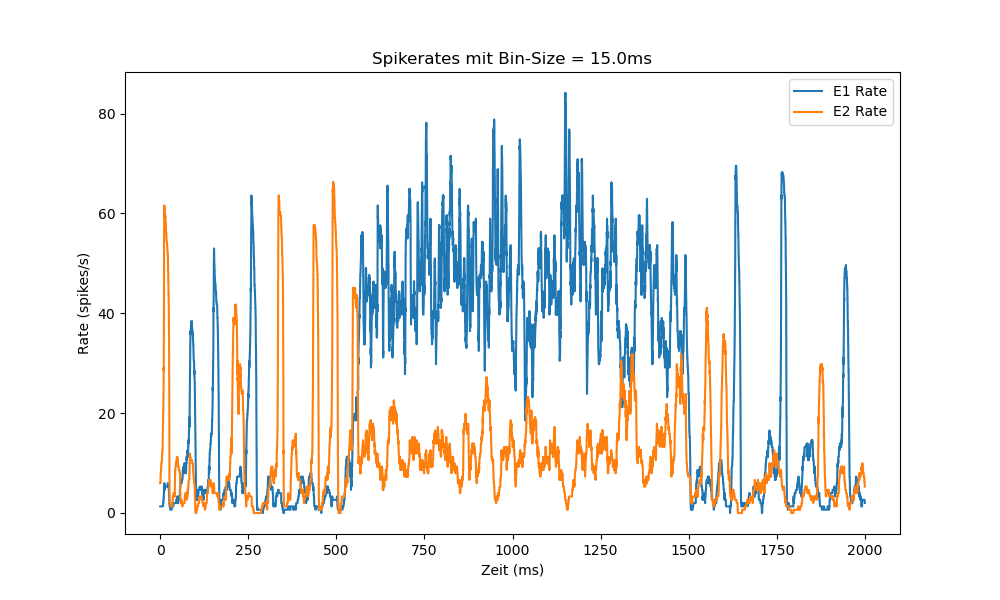 Spikerates mit Bin-Size = 15.0ms
E1 Rate
E2 Rate
Rate (spikes/s)
80
60
40
20
0
0 250 500 750 1000 1250 1500 1750 2000
Zeit (ms)